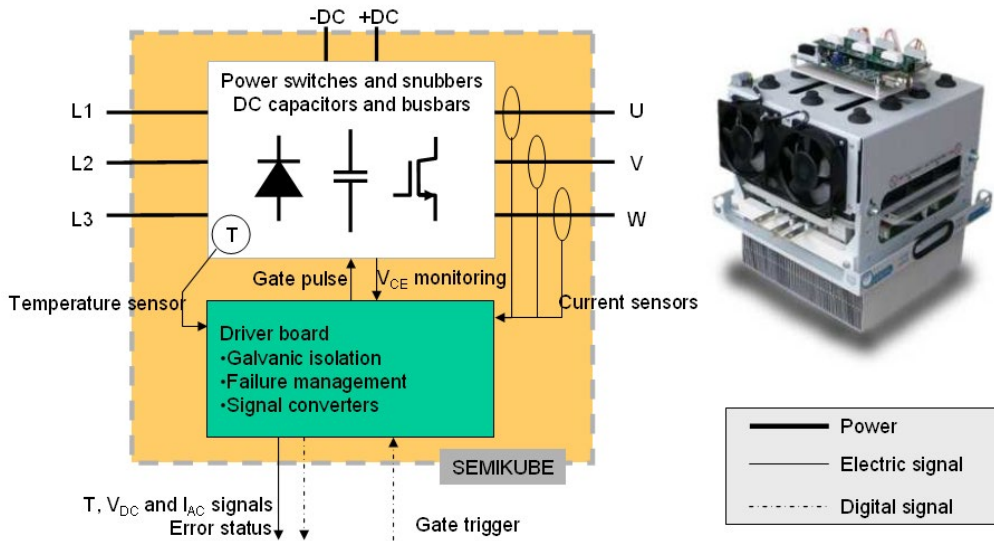 -DC +DC
Power switches and snubbers
DC capacitors and busbars
L1
U
L2
V
L3
W
T
Gate pulse
VCE monitoring
Temperature sensor
Current sensors
Driver board
•Galvanic isolation
•Failure management
•Signal converters
SEMIKUBE
T, VDC and IAC signals
Error status
Gate trigger
Power
Electric signal
Digital signal